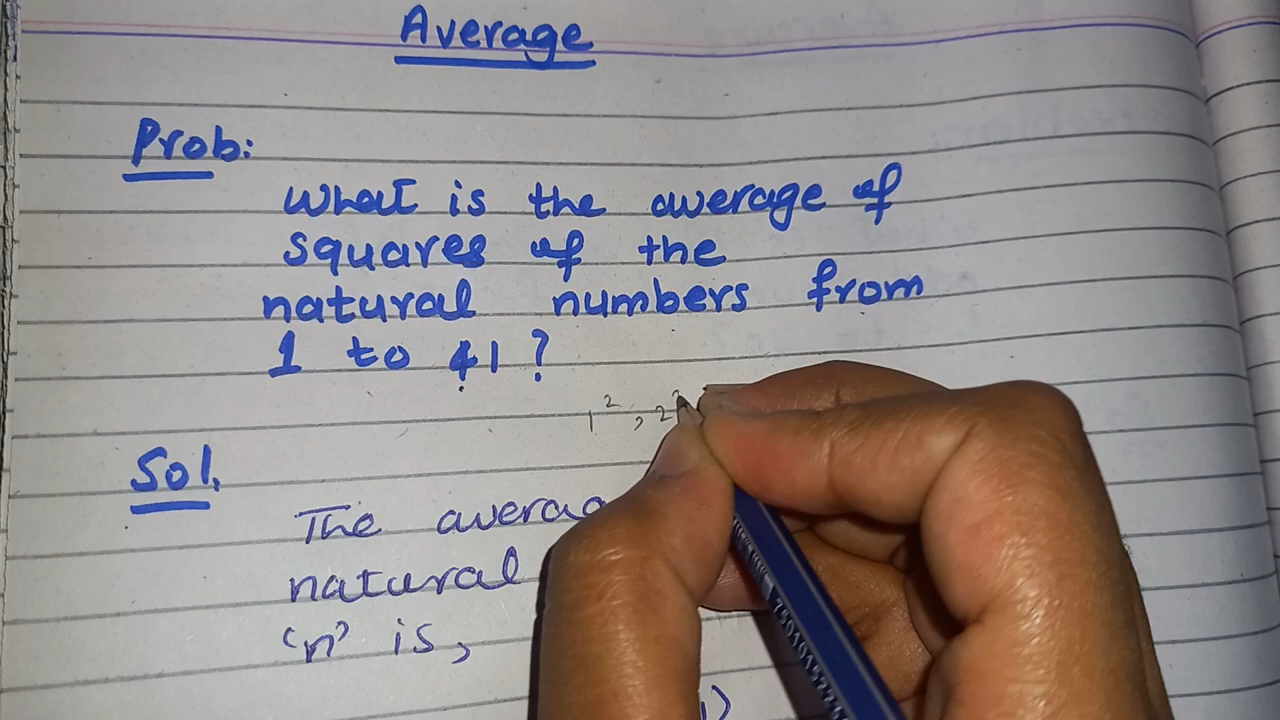 Average
Prob:
What is the average of
squares of the
natural numbers from
1 to 41?
1², 2²
Sol.
The averag
natural
'n' is,